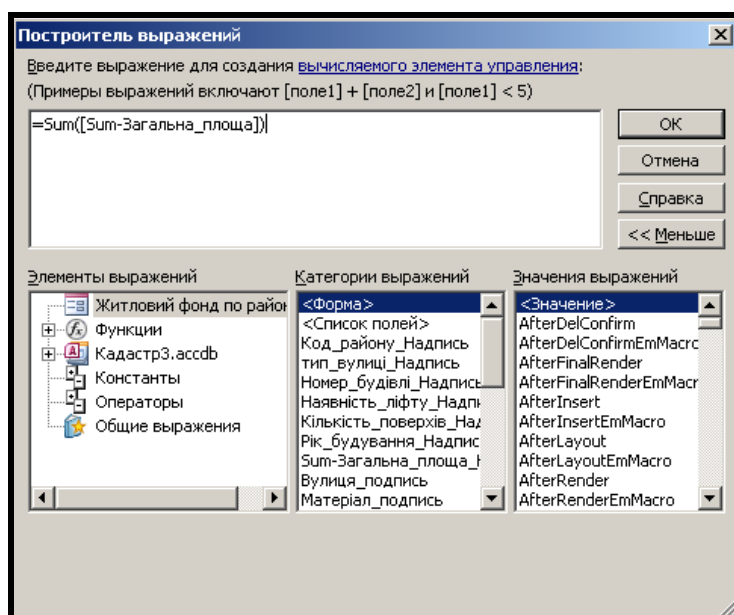 Построитель выражений
Введите выражение для создания вычисляемого элемента управления:
(Примеры выражений включают [поле1] + [поле2] и [поле1] < 5)
=Sum([Sum-Загальна_площа])
ОК
Отмена
Справка
<< Меньше
Элементы выражений
Житловий фонд по район
Функции
Кадастр3.accdb
Константы
Операторы
Общие выражения
Категории выражений
<Форма>
<Список полей>
Код_району_Надпись
тип_вулиці_Надпись
Номер_будівлі_Надпись
Наявність_ліфту_Надп
Кількість_поверхів_Над
Рік_будування_Надпис
Sum-Загальна_площа_Н
Вулиця_подпись
Матеріал_подпись
Значения выражений
<Значение>
AfterDelConfirm
AfterDelConfirmEmMacro
AfterFinalRender
AfterFinalRenderEmMacr
AfterInsert
AfterInsertEmMacro
AfterLayout
AfterLayoutEmMacro
AfterRender
AfterRenderEmMacro